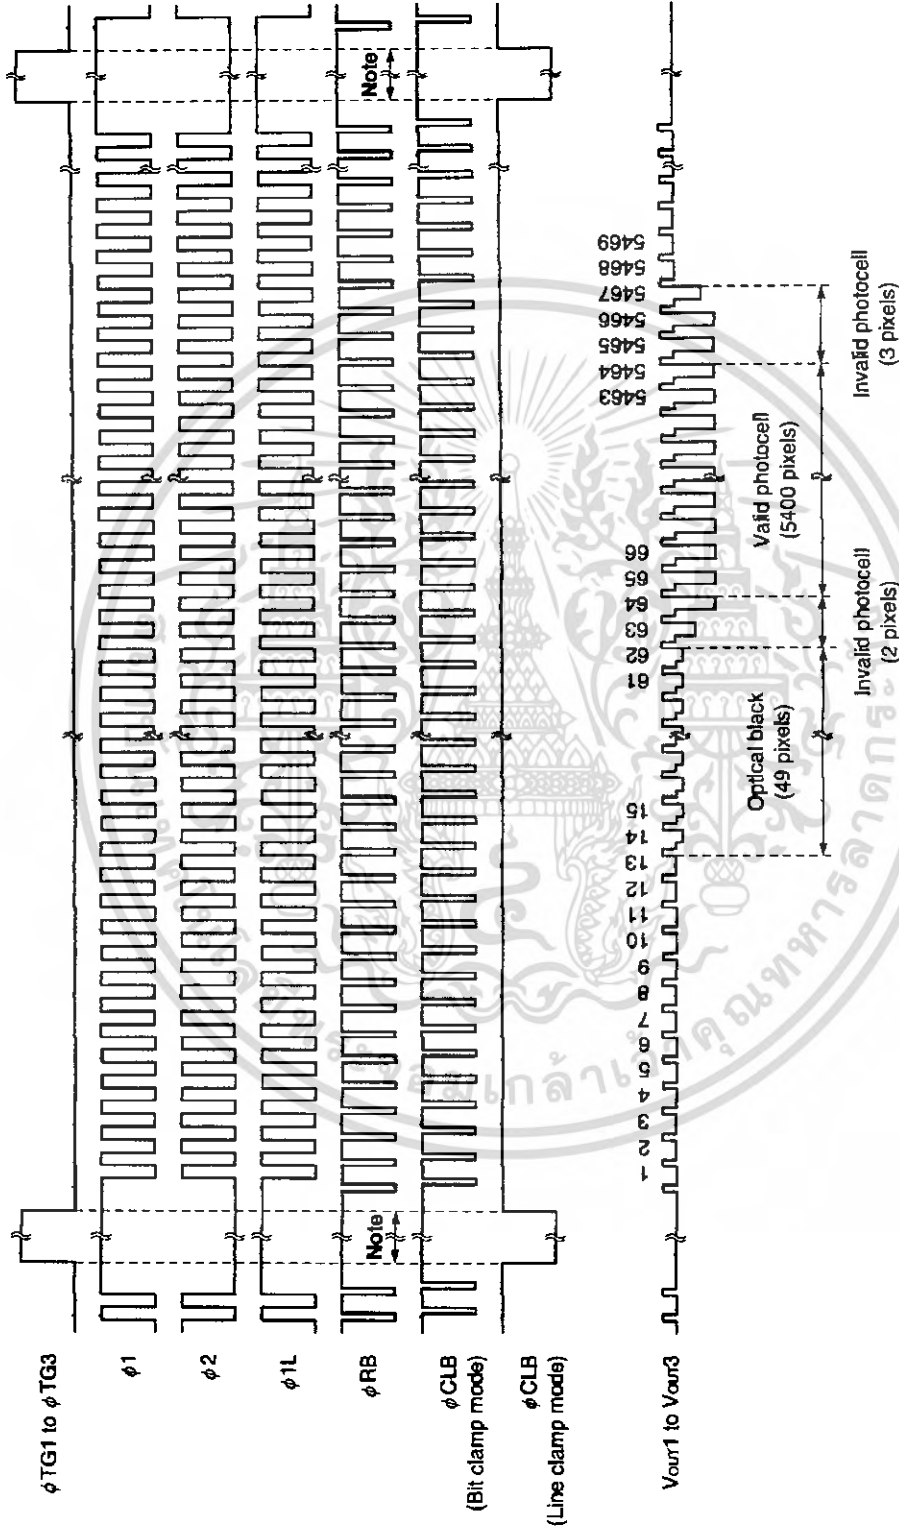 φTG1 to φTG3
φ1
φ2
φ1L
φRB
Note
Note
φCLB
(Bit clamp mode)
φCLB
(Line clamp mode)
1 2 3 4 5 6 7 8 9 10 11 12 13 14 15 61 62 63 64 65 66 5463 5464 5465 5466 5467 5468 5469
VOUT1 to VOUT3
Optical black
(49 pixels)
Invalid photocell
(2 pixels)
Valid photocell
(5400 pixels)
Invalid photocell
(3 pixels)